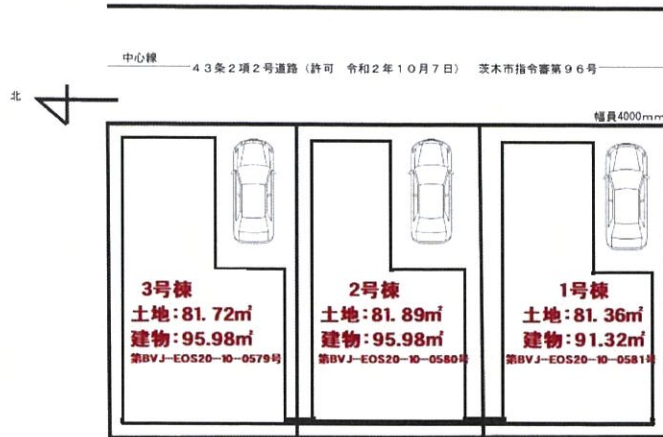 中心線
43条2項2号道路（許可　令和2年10月7日）　茨木市指令審第96号
北
幅員4000mm
3号棟
土地：81.72㎡
建物：95.98㎡
第BVJ-EOS20-10-0579号
2号棟
土地：81.89㎡
建物：95.98㎡
第BVJ-EOS20-10-0580号
1号棟
土地：81.36㎡
建物：91.32㎡
第BVJ-EOS20-10-0581号